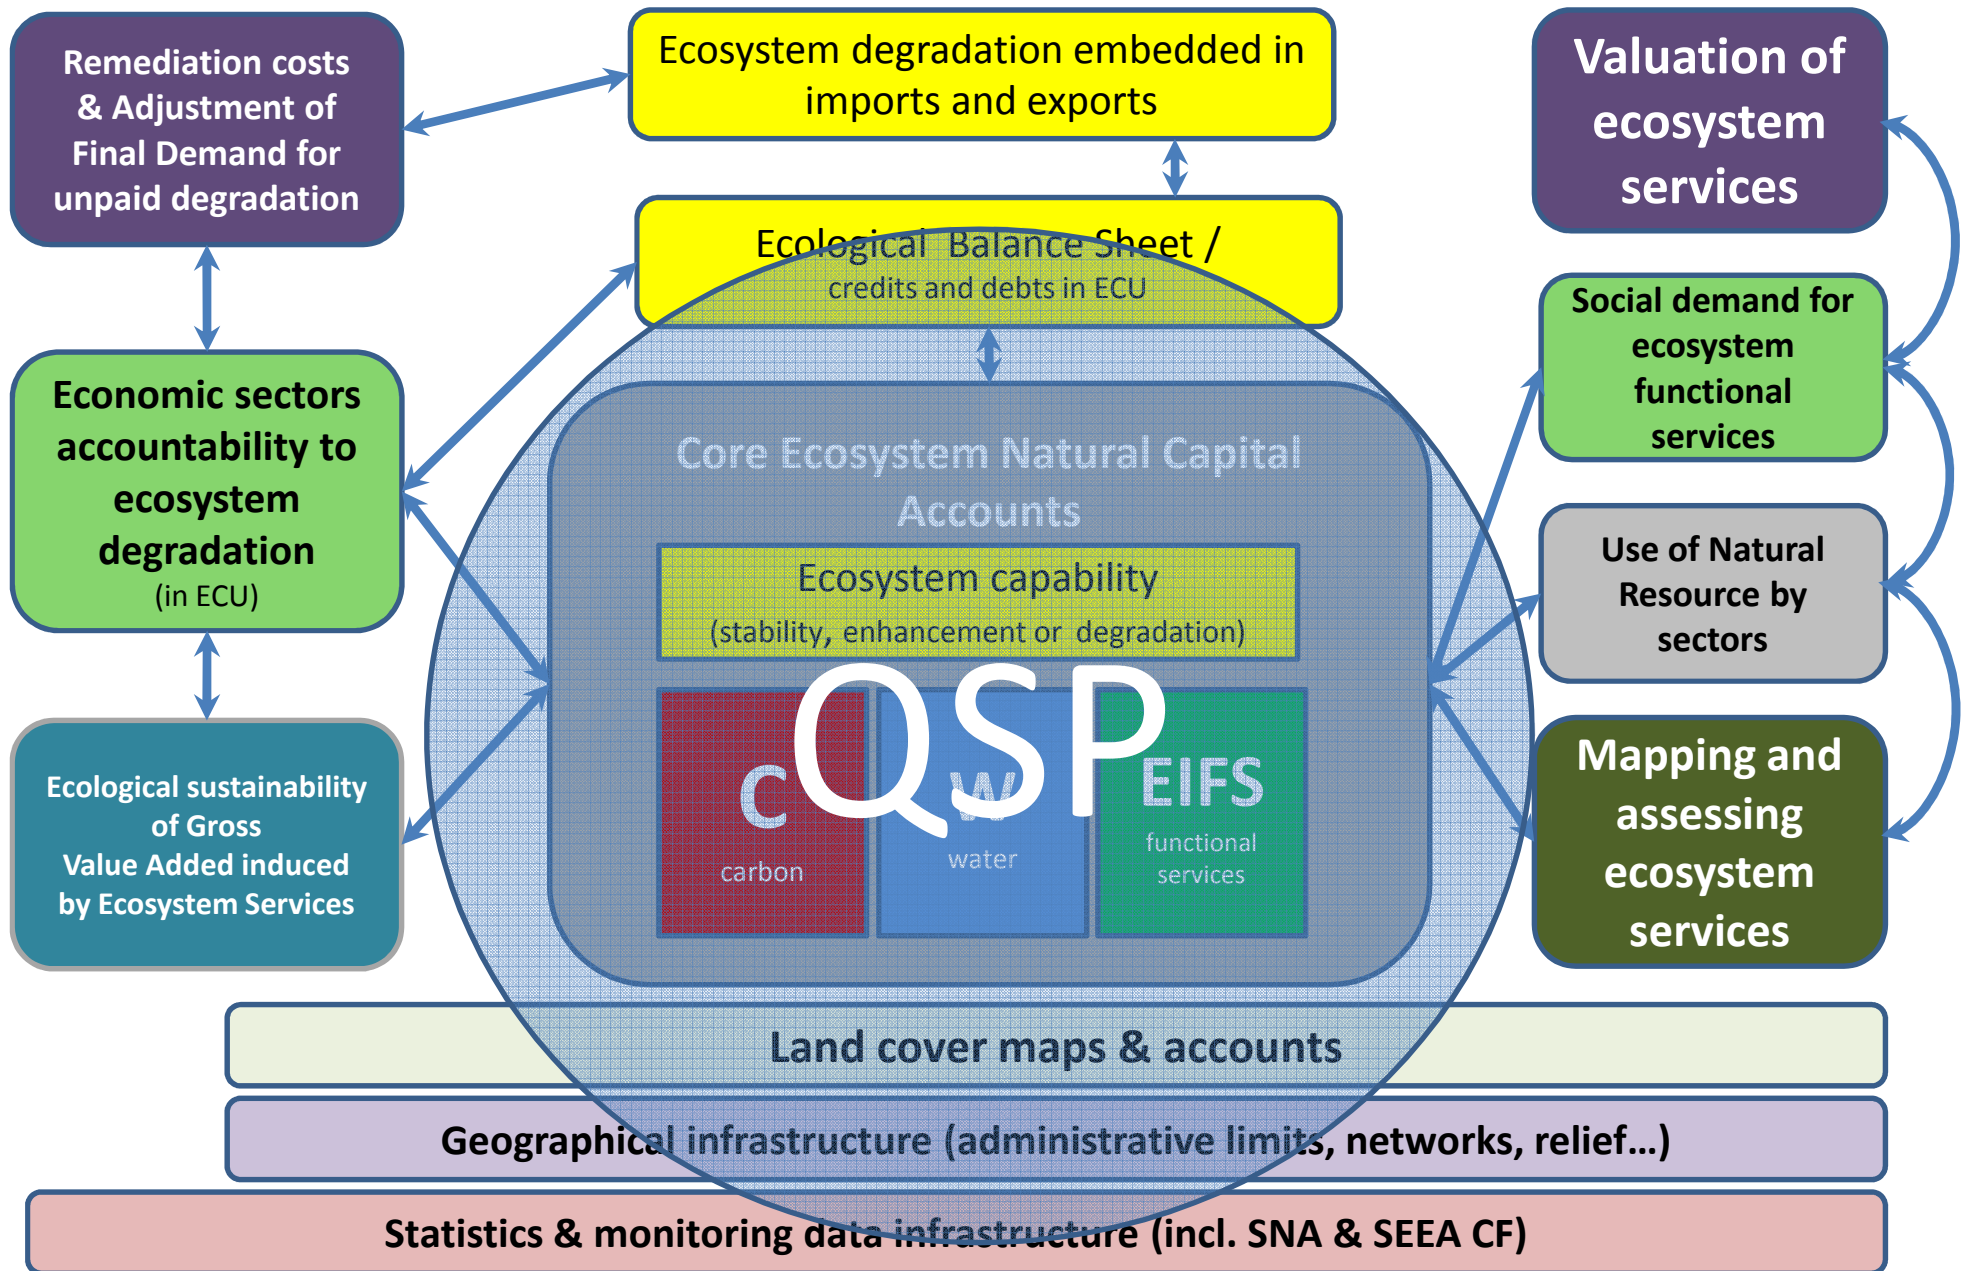 Remediation costs
& Adjustment of
Final Demand for
unpaid degradation
Ecosystem degradation embedded in
imports and exports
Valuation of
ecosystem
services
Ecological Balance Sheet /
credits and debts in ECU
Social demand for
ecosystem
functional
services
Economic sectors
accountability to
ecosystem
degradation
(in ECU)
Core Ecosystem Natural Capital
Accounts
Ecosystem capability
(stability, enhancement or degradation)
Use of Natural
Resource by
sectors
QSP
C
carbon
W
water
EIFS
functional
services
Ecological sustainability
of Gross
Value Added induced
by Ecosystem Services
Mapping and
assessing
ecosystem
services
Land cover maps & accounts
Geographical infrastructure (administrative limits, networks, relief…)
Statistics & monitoring data infrastructure (incl. SNA & SEEA CF)